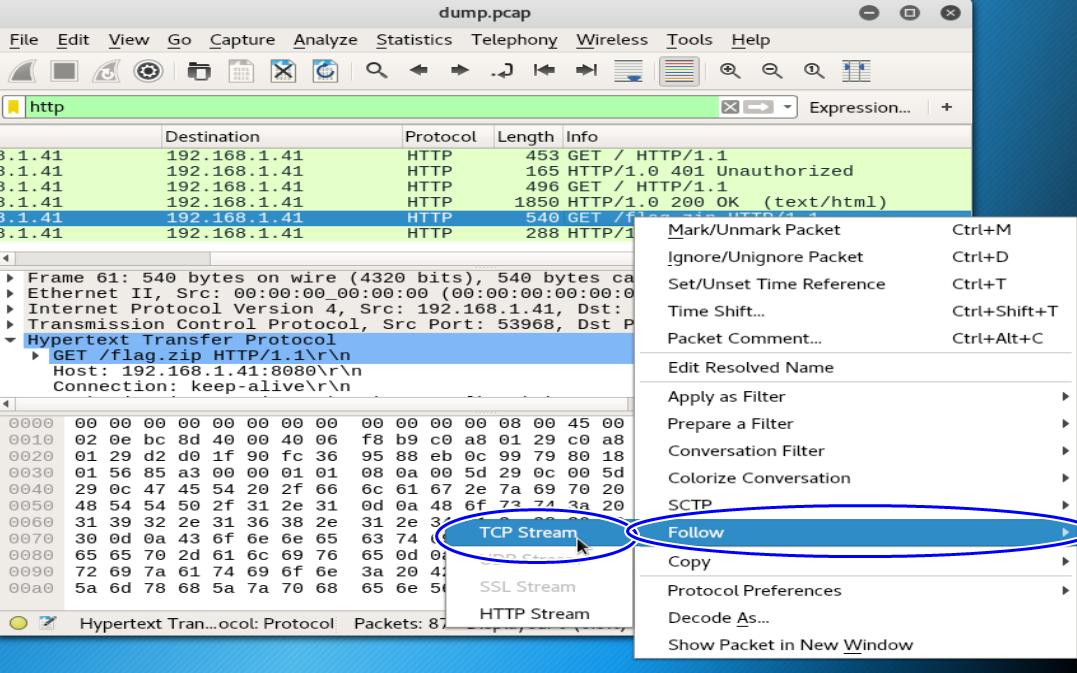 dump.pcap
File Edit View Go Capture Analyze Statistics Telephony Wireless Tools Help
http Expression... +
Destination Protocol Length Info
3.1.41 192.168.1.41 HTTP 453 GET / HTTP/1.1
3.1.41 192.168.1.41 HTTP 165 HTTP/1.0 401 Unauthorized
3.1.41 192.168.1.41 HTTP 496 GET / HTTP/1.1
3.1.41 192.168.1.41 HTTP 1850 HTTP/1.0 200 OK (text/html)
3.1.41 192.168.1.41 HTTP 540 GET /flag.zip HTTP/1.1
3.1.41 192.168.1.41 HTTP 288 HTTP/1
Frame 61: 540 bytes on wire (4320 bits), 540 bytes ca
Ethernet II, Src: 00:00:00_00:00:00 (00:00:00:00:00:0
Internet Protocol Version 4, Src: 192.168.1.41, Dst:
Transmission Control Protocol, Src Port: 53968, Dst P
Hypertext Transfer Protocol
GET /flag.zip HTTP/1.1\r\n
Host: 192.168.1.41:8080\r\n
Connection: keep-alive\r\n
0000 00 00 00 00 00 00 00 00 00 00 00 00 08 00 45 00
0010 02 0e bc 8d 40 00 40 06 f8 b9 c0 a8 01 29 c0 a8
0020 01 29 d2 d0 1f 90 fc 36 95 88 eb 0c 99 79 80 18
0030 01 56 85 a3 00 00 01 01 08 0a 00 5d 29 0c 00 5d
0040 29 0c 47 45 54 20 2f 66 6c 61 67 2e 7a 69 70 20
0050 48 54 54 50 2f 31 2e 31 0d 0a 48 6f 73 74 3a 20
0060 31 39 32 2e 31 36 38 2e 31 2e
0070 30 0d 0a 43 6f 6e 6e 65 63 74
0080 65 65 70 2d 61 6c 69 76 65 0d 0a
0090 72 69 7a 61 74 69 6f 6e 3a 20
00a0 5a 6d 78 68 5a 7a 70 68 65 6e
Hypertext Tran...ocol: Protocol Packets: 87
Mark/Unmark Packet Ctrl+M
Ignore/Unignore Packet Ctrl+D
Set/Unset Time Reference Ctrl+T
Time Shift... Ctrl+Shift+T
Packet Comment... Ctrl+Alt+C
Edit Resolved Name
Apply as Filter
Prepare a Filter
Conversation Filter
Colorize Conversation
SCTP
Follow
Copy
Protocol Preferences
Decode As...
Show Packet in New Window
TCP Stream
UDP Stream
SSL Stream
HTTP Stream